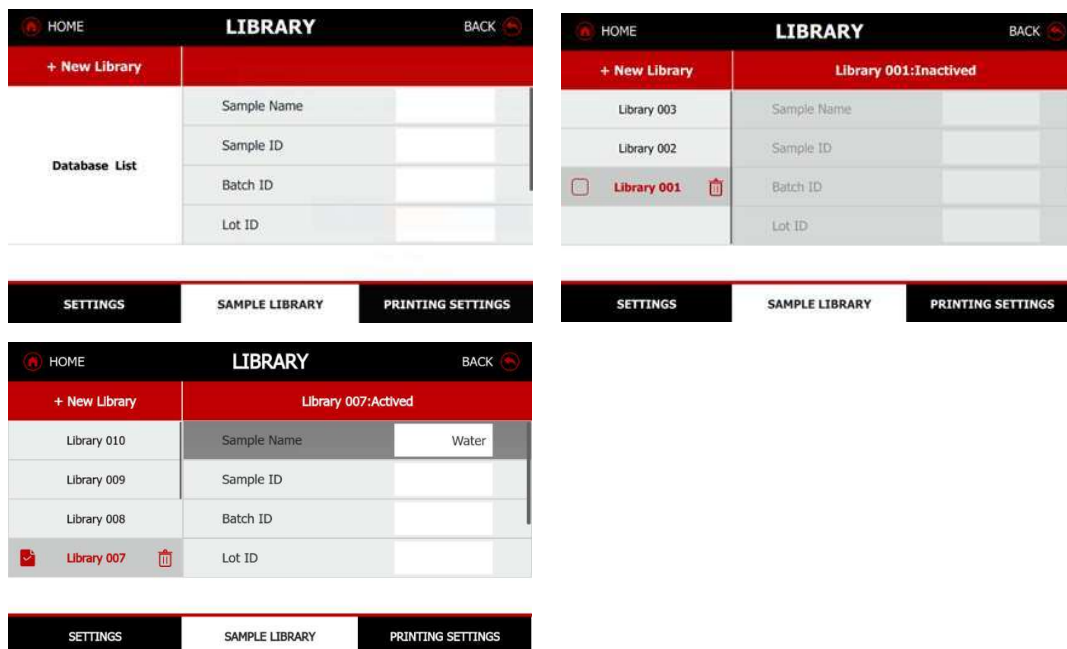 HOME LIBRARY BACK
+ New Library
Database List
Sample Name
Sample ID
Batch ID
Lot ID
SETTINGS SAMPLE LIBRARY PRINTING SETTINGS
HOME LIBRARY BACK
+ New Library Library 001:Inactived
Library 003 Sample Name
Library 002 Sample ID
Library 001 Batch ID
Lot ID
SETTINGS SAMPLE LIBRARY PRINTING SETTINGS
HOME LIBRARY BACK
+ New Library Library 007:Actived
Library 010 Sample Name Water
Library 009 Sample ID
Library 008 Batch ID
Library 007 Lot ID
SETTINGS SAMPLE LIBRARY PRINTING SETTINGS